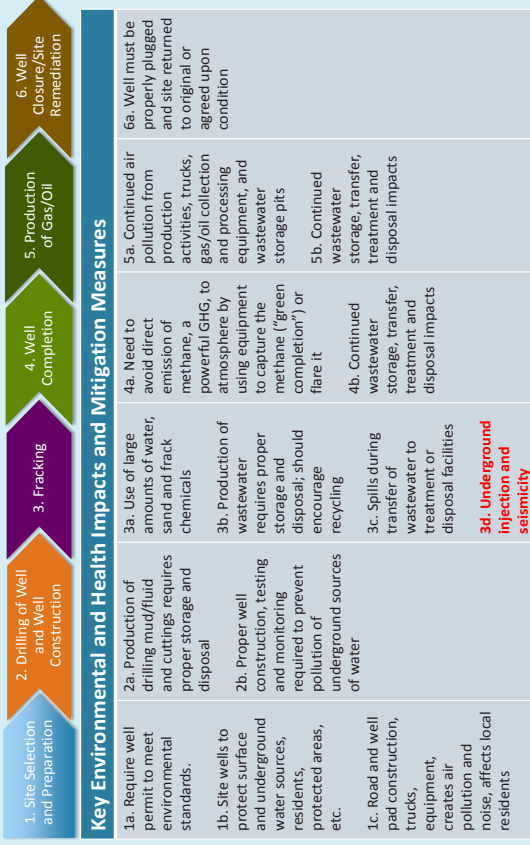 1. Site Selection
and Preparation
2. Drilling of Well
and Well
Construction
3. Fracking
4. Well
Completion
5. Production
of Gas/Oil
6. Well
Closure/Site
Remediation
Key Environmental and Health Impacts and Mitigation Measures
1a. Require well
permit to meet
environmental
standards.
1b. Site wells to
protect surface
and underground
water sources,
residents,
protected areas,
etc.
1c. Road and well
pad construction,
trucks,
equipment,
creates air
pollution and
noise, affects local
residents
2a. Production of
drilling mud/fluid
and cuttings requires
proper storage and
disposal
2b. Proper well
construction, testing
and monitoring
required to prevent
pollution of
underground sources
of water
3a. Use of large
amounts of water,
sand and frack
chemicals
3b. Production of
wastewater
requires proper
storage and
disposal; should
encourage
recycling
3c. Spills during
transfer of
wastewater to
treatment or
disposal facilities
3d. Underground
injection and
seismicity
4a. Need to
avoid direct
emission of
methane, a
powerful GHG, to
atmosphere by
using equipment
to capture the
methane (“green
completion”) or
flare it
4b. Continued
wastewater
storage, transfer,
treatment and
disposal impacts
5a. Continued air
pollution from
production
activities, trucks,
gas/oil collection
and processing
equipment, and
wastewater
storage pits
5b. Continued
wastewater
storage, transfer,
treatment and
disposal impacts
6a. Well must be
properly plugged
and site returned
to original or
agreed upon
condition